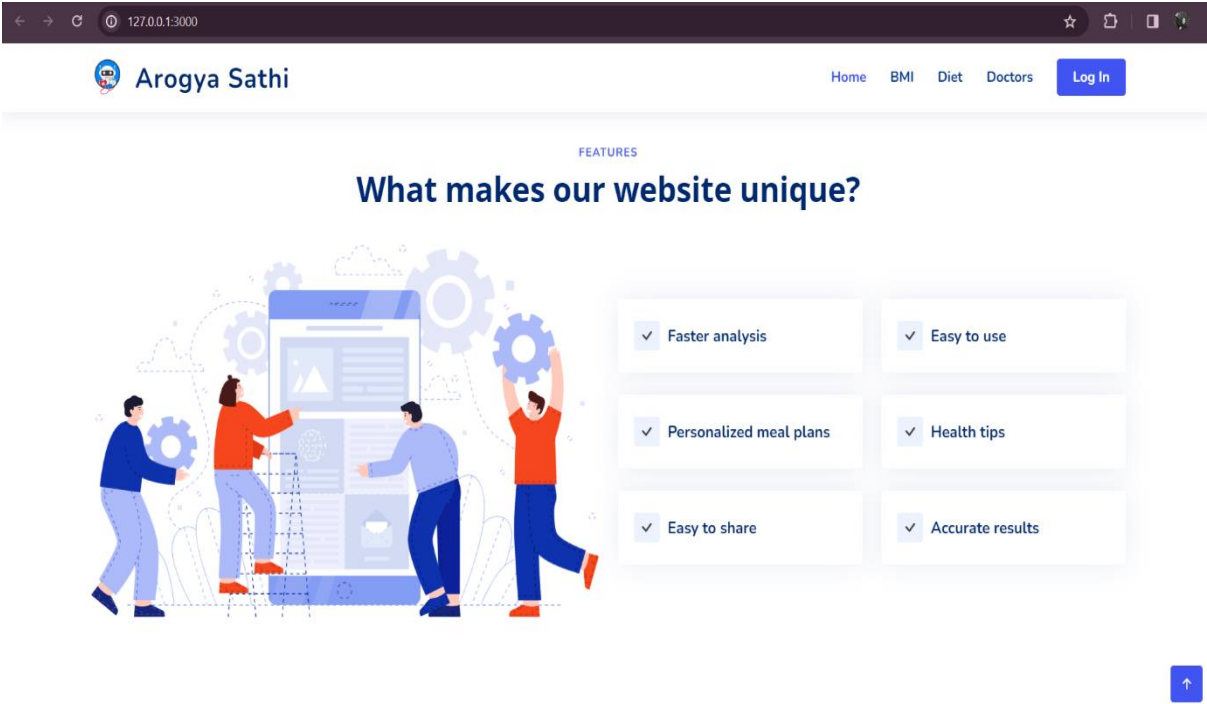 127.0.0.1:3000
Arogya Sathi
Home BMI Diet Doctors Log In
FEATURES
What makes our website unique?
Faster analysis
Easy to use
Personalized meal plans
Health tips
Easy to share
Accurate results